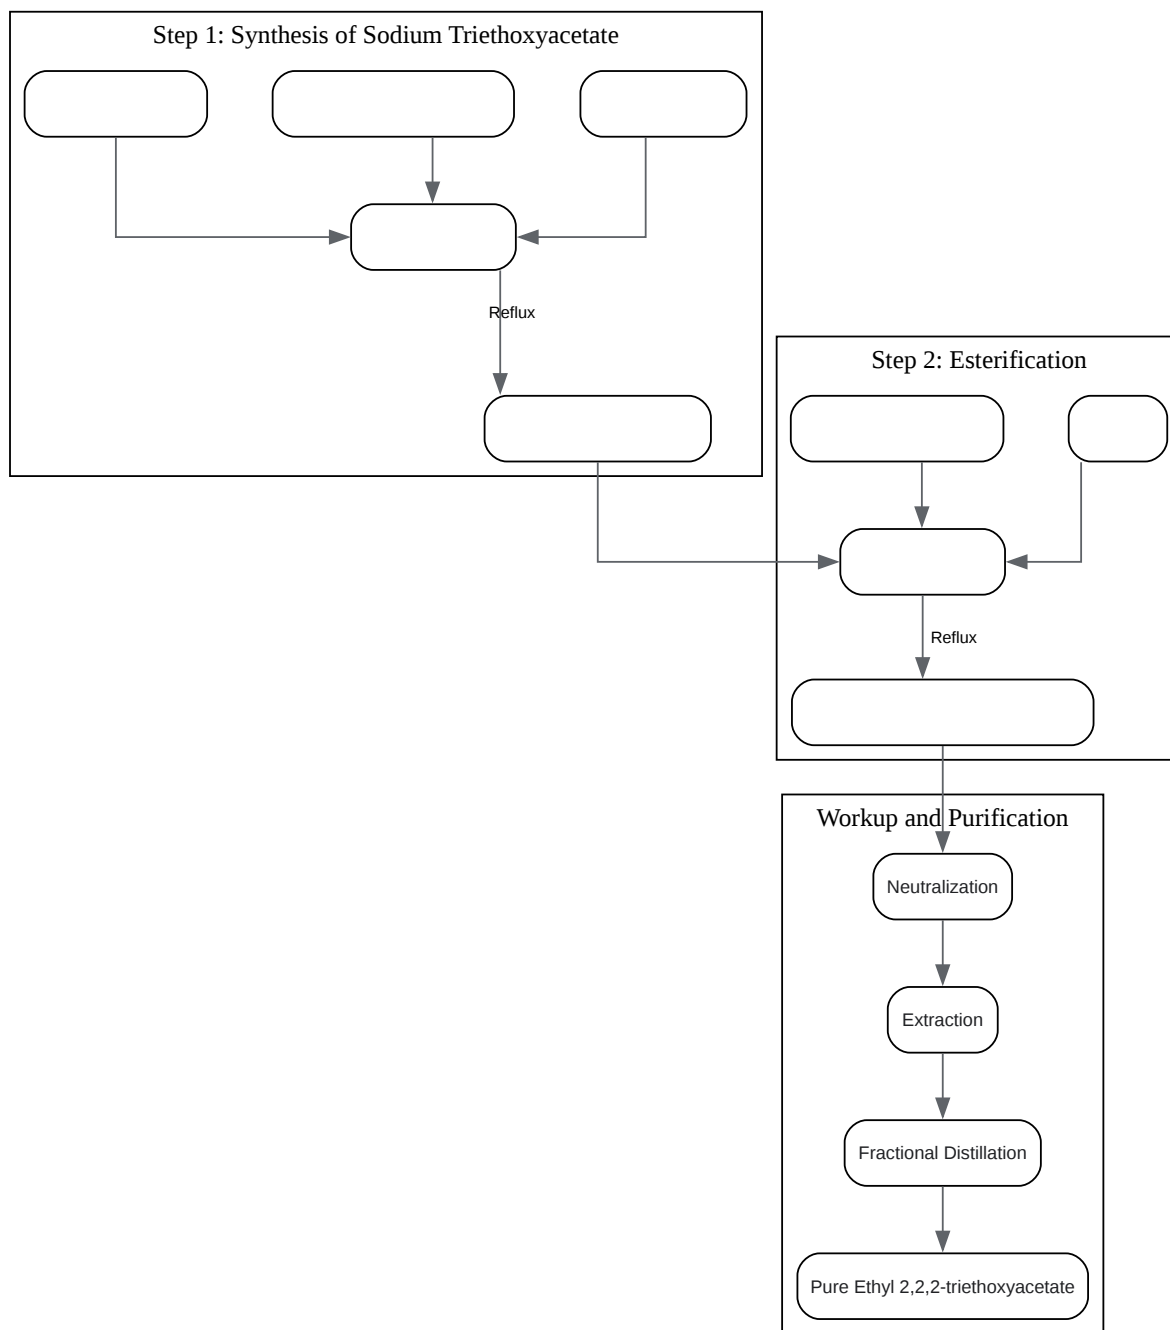 Step 1: Synthesis of Sodium Triethoxyacetate
Reflux
Step 2: Esterification
Reflux
Workup and Purification
Neutralization
Extraction
Fractional Distillation
Pure Ethyl 2,2,2-triethoxyacetate